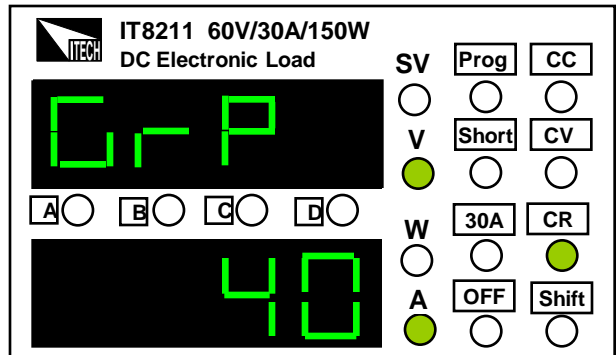 ITECH
IT8211 60V/30A/150W
DC Electronic Load
SV Prog CC
GrP
V Short CV
A B C D
W 30A CR
40
A OFF Shift